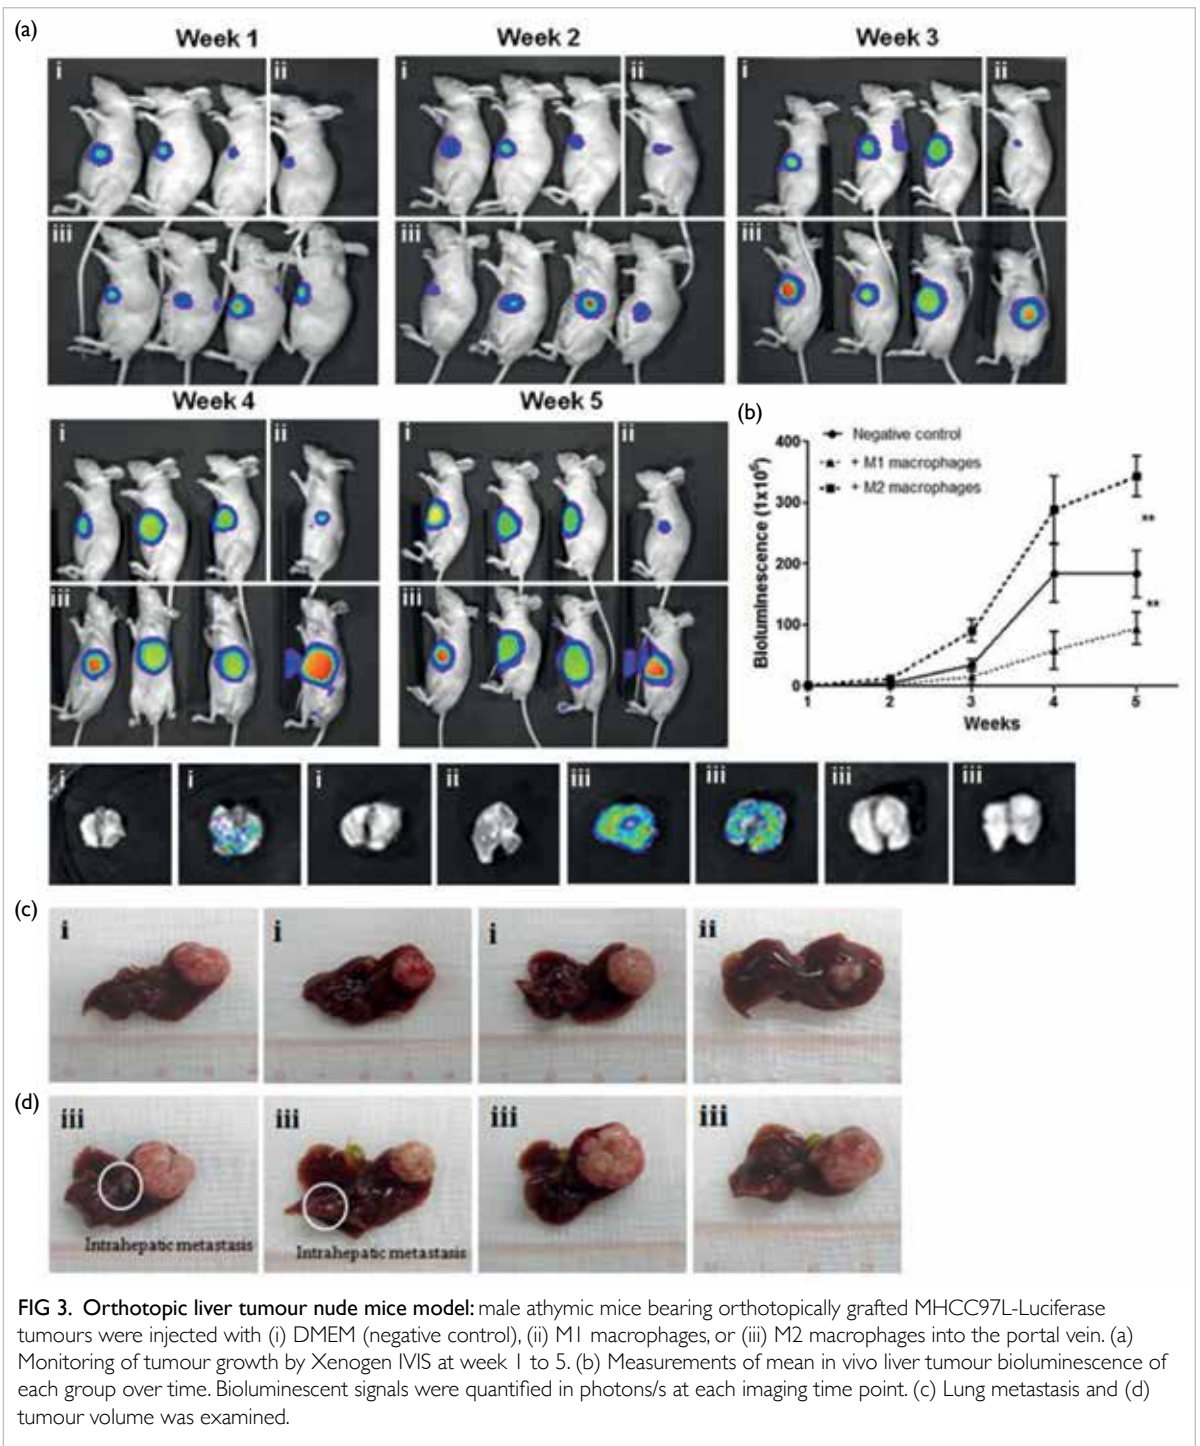 (a)
Week 1
Week 2
Week 3
i
ii
i
ii
i
ii
iii
iii
iii
Week 4
Week 5
i
ii
i
ii
iii
iii
(b)
Negative control
+ M1 macrophages
+ M2 macrophages
Bioluminescence (1x10⁶)
400
300
200
100
0
**
**
1 2 3 4 5
Weeks
i
i
i
ii
iii
iii
iii
iii
(c)
i
i
i
ii
(d)
iii
iii
iii
iii
Intrahepatic metastasis
Intrahepatic metastasis
FIG 3. Orthotopic liver tumour nude mice model: male athymic mice bearing orthotopically grafted MHCC97L-Luciferase
tumours were injected with (i) DMEM (negative control), (ii) M1 macrophages, or (iii) M2 macrophages into the portal vein. (a)
Monitoring of tumour growth by Xenogen IVIS at week 1 to 5. (b) Measurements of mean in vivo liver tumour bioluminescence of
each group over time. Bioluminescent signals were quantified in photons/s at each imaging time point. (c) Lung metastasis and (d)
tumour volume was examined.